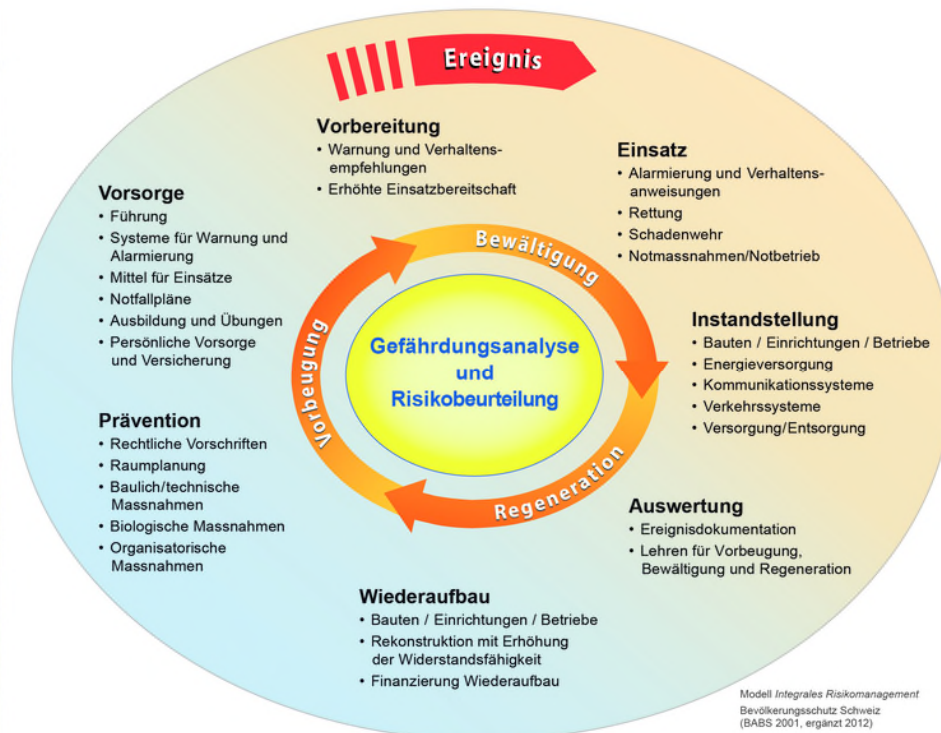 Ereignis
Vorbereitung
• Warnung und Verhaltens-
empfehlungen
• Erhöhte Einsatzbereitschaft
Einsatz
• Alarmierung und Verhaltens-
anweisungen
• Rettung
• Schadenwehr
• Notmassnahmen/Notbetrieb
Vorsorge
• Führung
• Systeme für Warnung und
Alarmierung
• Mittel für Einsätze
• Notfallpläne
• Ausbildung und Übungen
• Persönliche Vorsorge
und Versicherung
Bewältigung
Vorbeugung
Regeneration
Gefährdungsanalyse
und
Risikobeurteilung
Instandstellung
• Bauten / Einrichtungen / Betriebe
• Energieversorgung
• Kommunikationssysteme
• Verkehrssysteme
• Versorgung/Entsorgung
Prävention
• Rechtliche Vorschriften
• Raumplanung
• Baulich/technische
Massnahmen
• Biologische Massnahmen
• Organisatorische
Massnahmen
Auswertung
• Ereignisdokumentation
• Lehren für Vorbeugung,
Bewältigung und Regeneration
Wiederaufbau
• Bauten / Einrichtungen / Betriebe
• Rekonstruktion mit Erhöhung
der Widerstandsfähigkeit
• Finanzierung Wiederaufbau
Modell Integrales Risikomanagement
Bevölkerungsschutz Schweiz
(BABS 2001, ergänzt 2012)